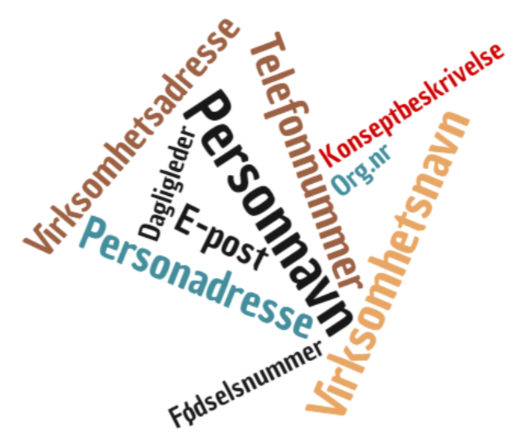 Virksomhetsadresse
Telefonnummer
Konseptbeskrivelse
Personnavn
Org.nr
Dagligleder
E-post
Virksomhetsnavn
Personadresse
Fødselsnummer